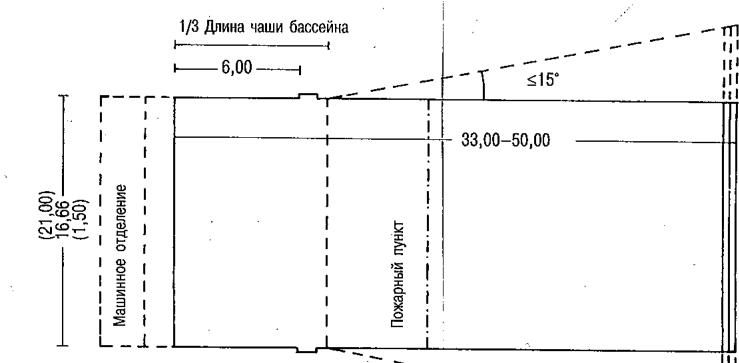 1/3 Длина чаши бассейна
6,00
≤15°
33,00–50,00
(21,00)
16,66
(1,50)
Машинное отделение
Пожарный пункт